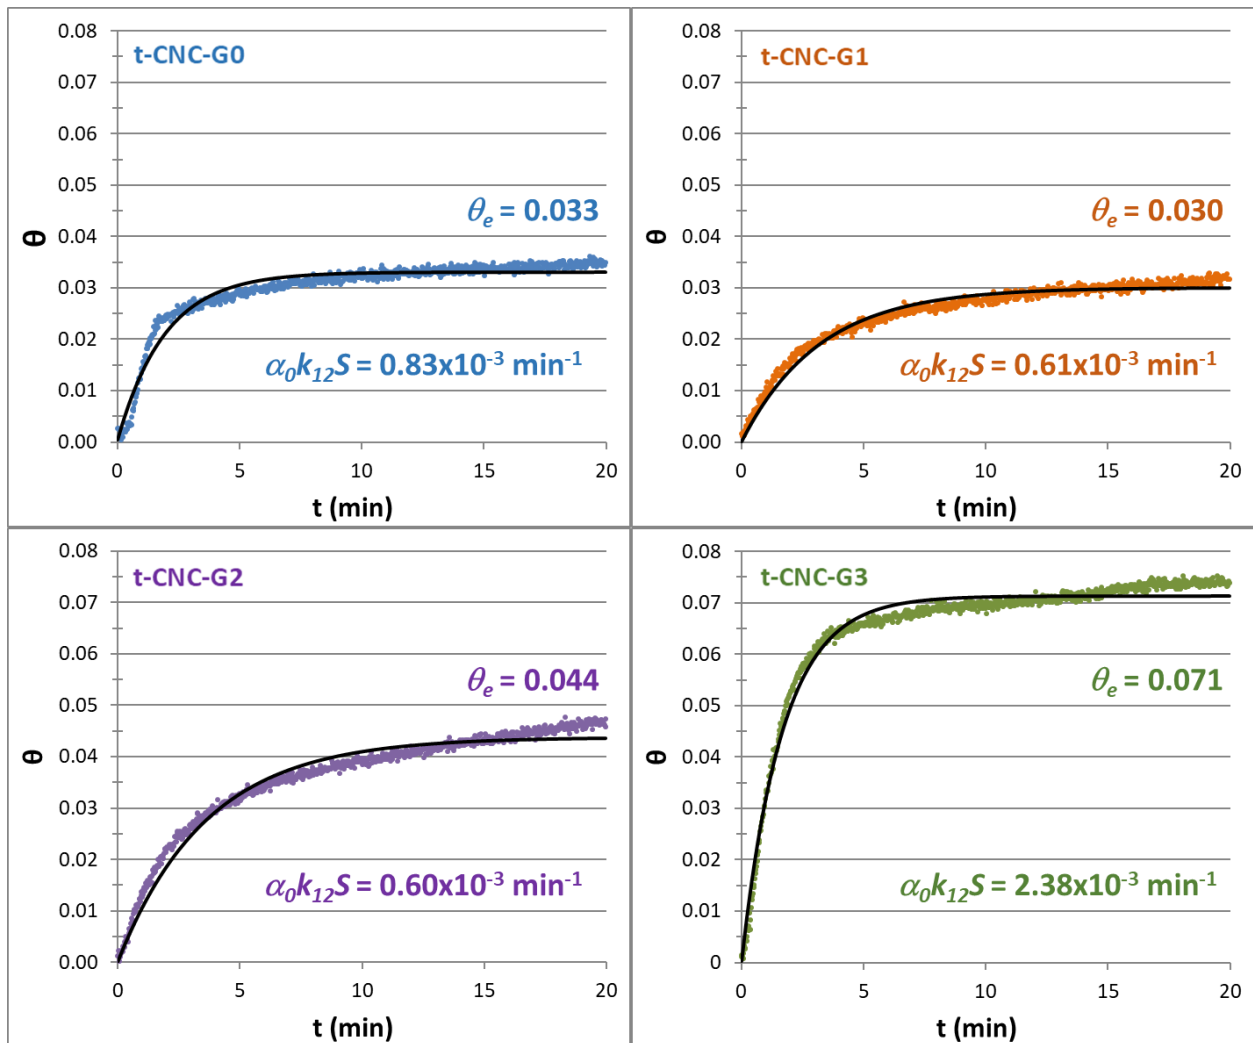 t-CNC-G0
0.08
0.07
0.06
0.05
0.04
0.03
0.02
0.01
0.00
θ
θe = 0.033
α0k12S = 0.83x10-3 min-1
0 5 10 15 20
t (min)
t-CNC-G1
0.08
0.07
0.06
0.05
0.04
0.03
0.02
0.01
0.00
θ
θe = 0.030
α0k12S = 0.61x10-3 min-1
0 5 10 15 20
t (min)
t-CNC-G2
0.08
0.07
0.06
0.05
0.04
0.03
0.02
0.01
0.00
θ
θe = 0.044
α0k12S = 0.60x10-3 min-1
0 5 10 15 20
t (min)
t-CNC-G3
0.08
0.07
0.06
0.05
0.04
0.03
0.02
0.01
0
θ
θe = 0.071
α0k12S = 2.38x10-3 min-1
0 5 10 15 20
t (min)